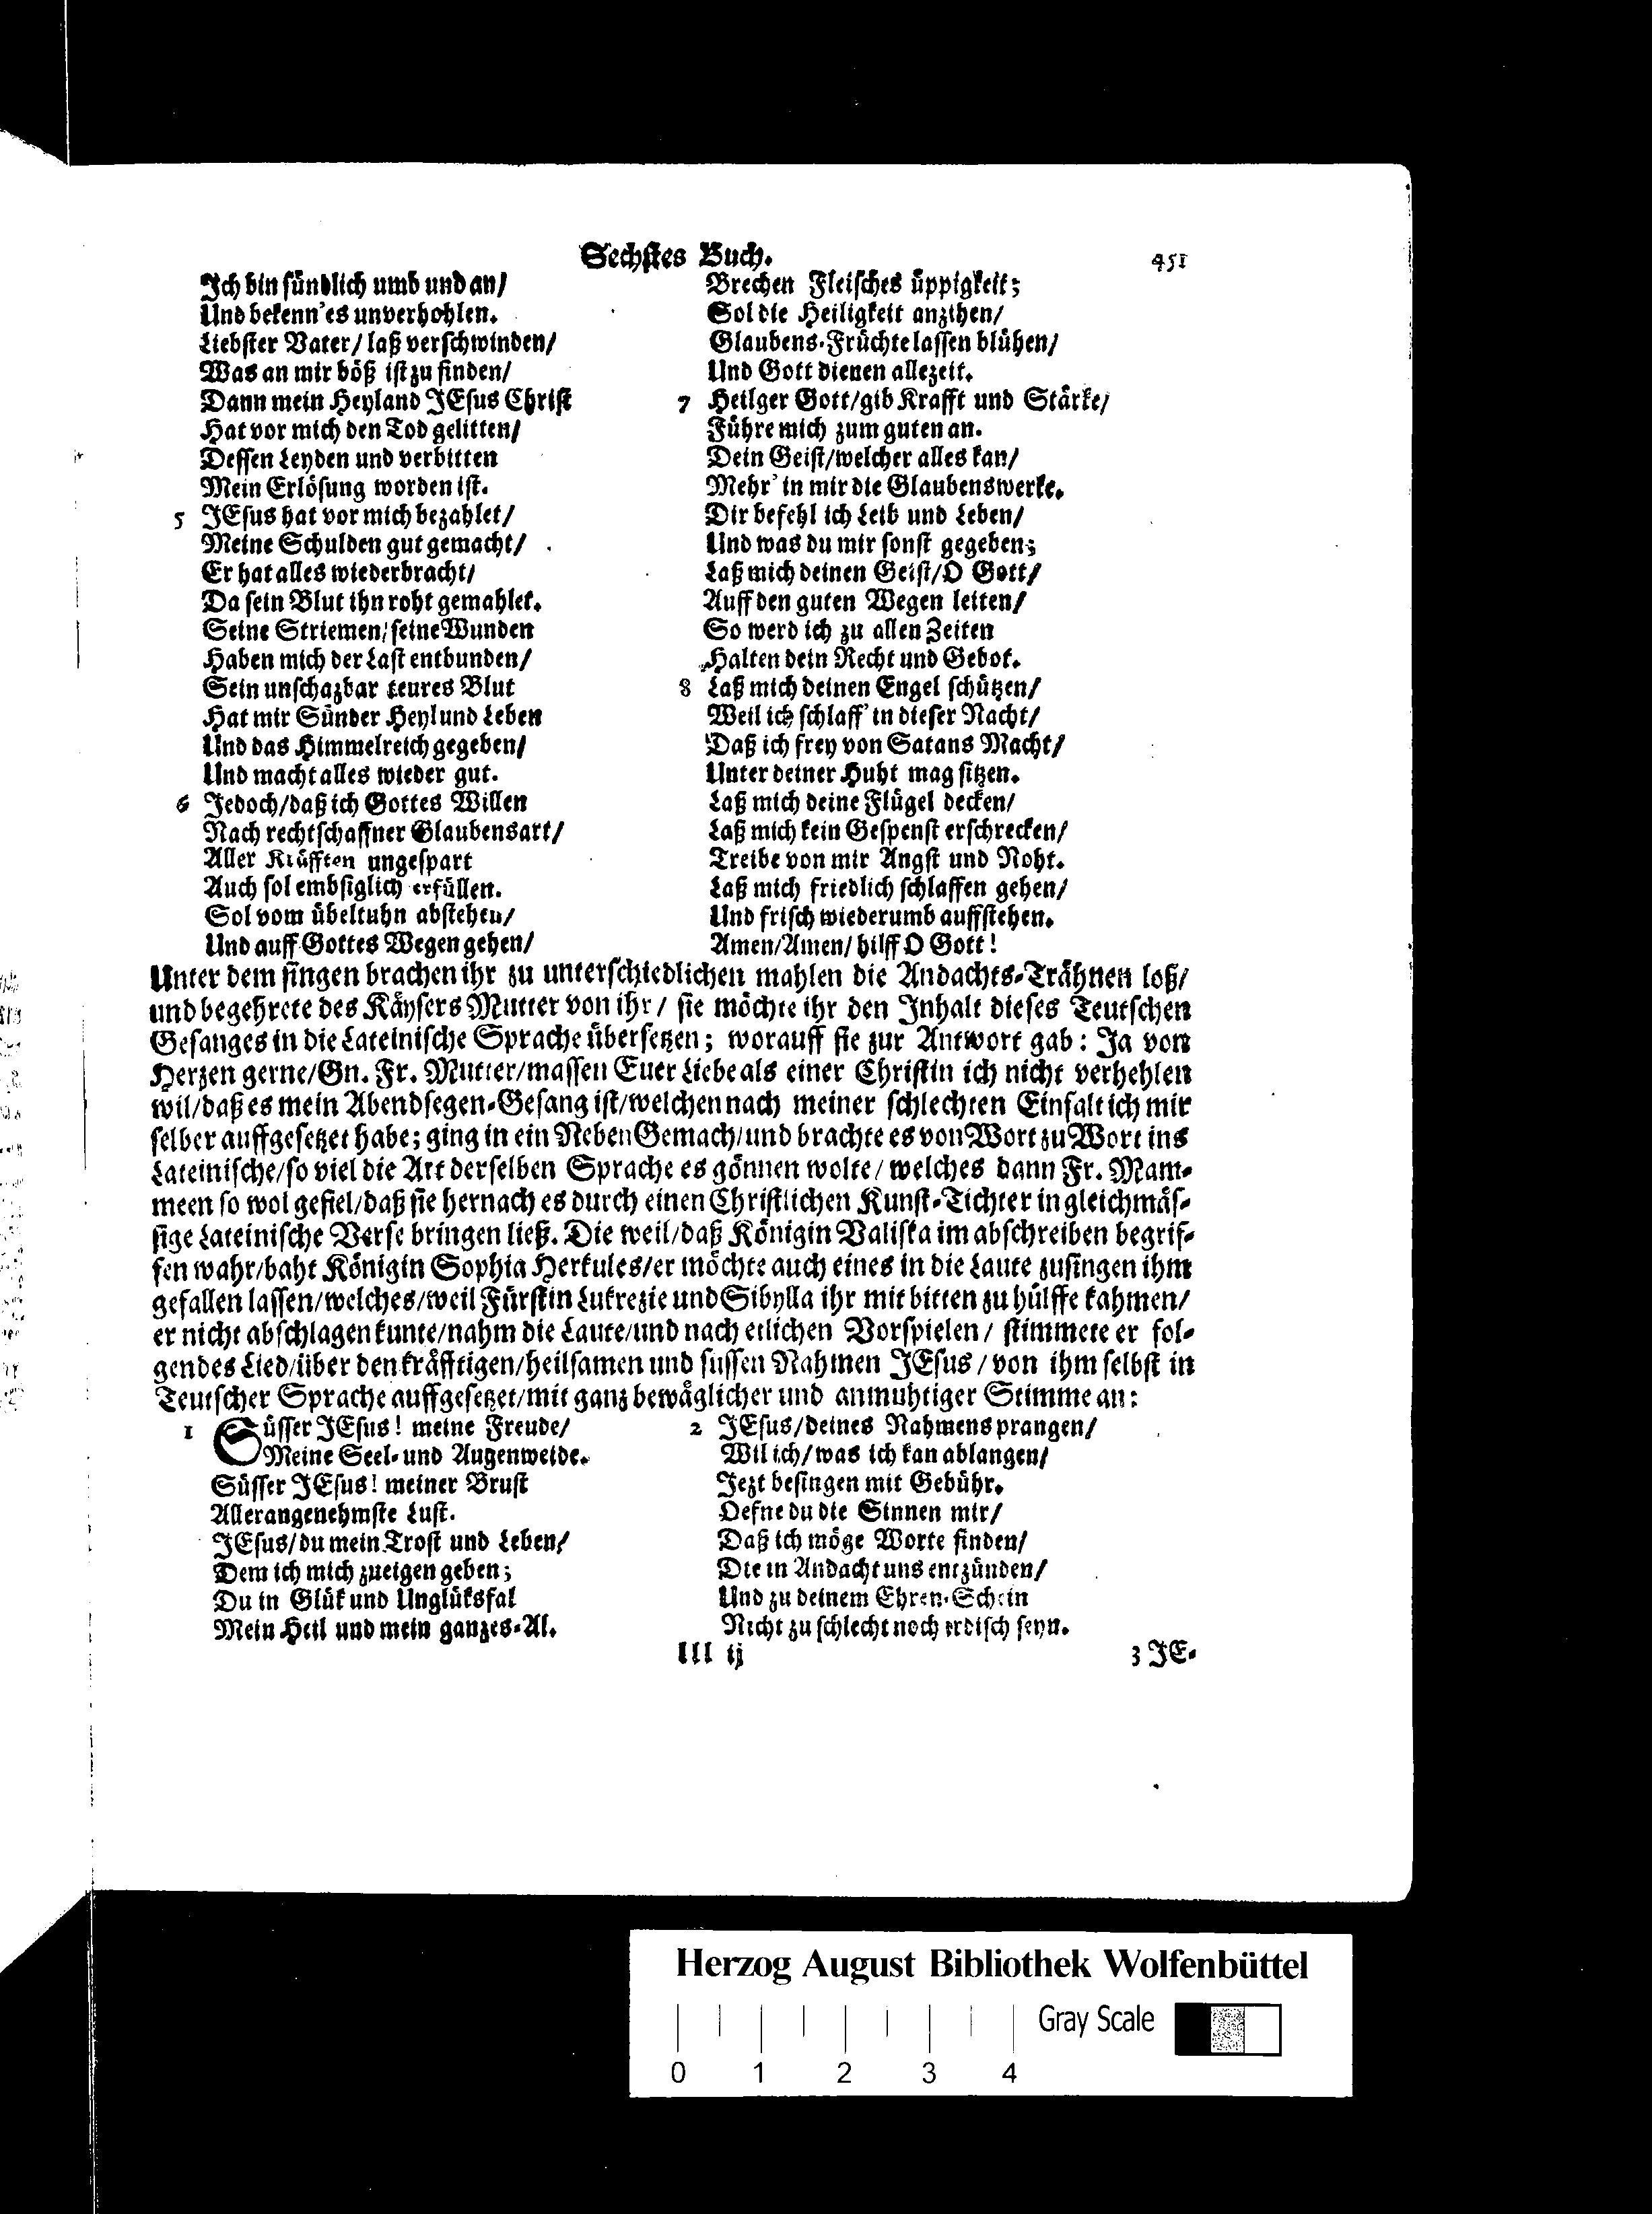 Sechstes Buch. 451
Ich bin sündlich umb und an/
Und bekenn'es unverhohlen.
Liebster Vater/ laß verschwinden/
Was an mir böß ist zu finden/
Dann mein Heyland JEsus Christ
Hat vor mich den Tod gelitten/
Dessen Leyden und verbitten
Mein Erlösung worden ist.
5 JEsus hat vor mich bezahlet/
Meine Schulden gut gemacht/
Er hat alles wiederbracht/
Da sein Blut ihn roht gemahlet.
Seine Striemen/ seine Wunden
Haben mich der Last entbunden/
Sein unschazbar teures Blut
Hat mir Sünder Heyl und Leben
Und das Himmelreich gegeben/
Und macht alles wieder gut.
6 Jedoch/ daß ich Gottes Willen
Nach rechtschaffner Glaubensart/
Aller Kräfften ungespart
Auch sol embsiglich erfüllen.
Sol vom übeltuhn abstehen/
Und auff Gottes Wegen gehen/
Brechen Fleisches üppigkeit;
Sol die Heiligkeit anzihen/
Glaubens-Früchte lassen blühen/
Und Gott dienen allezeit.
7 Heilger Gott/ gib Krafft und Stärke/
Führe mich zum guten an.
Dein Geist/ welcher alles kan/
Mehr' in mir die Glaubenswerke.
Dir befehl ich Leib und Leben/
Und was du mir sonst gegeben;
Laß mich deinen Geist/ O Gott/
Auff den guten Wegen leiten/
So werd ich zu allen Zeiten
Halten dein Recht und Gebot.
8 Laß mich deinen Engel schützen/
Weil ich schlaff' in dieser Nacht/
Daß ich frey von Satans Macht/
Unter deiner Huht mag sitzen.
Laß mich deine Flügel decken/
Laß mich kein Gespenst erschrecken/
Treibe von mir Angst und Noht.
Laß mich friedlich schlaffen gehen/
Und frisch wiederumb auffstehen.
Amen/ Amen/ hilff O Gott!
Unter dem singen brachen ihr zu unterschiedlichen mahlen die Andachts-Trähnen loß/
und begehrete des Käysers Mutter von ihr/ sie möchte ihr den Inhalt dieses Teutschen
Gesanges in die Lateinische Sprache übersetzen; worauff sie zur Antwort gab: Ja von
Herzen gerne/ Gn. Fr. Mutter/ massen Euer Liebe als einer Christin ich nicht verhehlen
wil/ daß es mein Abendsegen-Gesang ist/ welchen nach meiner schlechten Einfalt ich mir
selber auffgesetzet habe; ging in ein Neben Gemach/ und brachte es von Wort zu Wort ins
Lateinische/ so viel die Art derselben Sprache es gönnen wolte/ welches dann Fr. Mam-
meen so wol gefiel/ daß sie hernach es durch einen Christlichen Kunst-Tichter in gleichmäs-
sige Lateinische Verse bringen ließ. Die weil/ daß Königin Valiska im abschreiben begrif-
fen wahr/ baht Königin Sophia Herkules/ er möchte auch eines in die Laute zusingen ihm
gefallen lassen/ welches/ weil Fürstin Lukrezie und Sibylla ihr mit bitten zu hülffe kahmen/
er nicht abschlagen kunte/ nahm die Laute/ und nach etlichen Vorspielen/ stimmete er fol-
gendes Lied/ über den kräfftigen/ heilsamen und süssen Nahmen JEsus/ von ihm selbst in
Teutscher Sprache auffgesetzet/ mit ganz bewäglicher und anmuhtiger Stimme an:
1 Süsser JEsus! meine Freude/
Meine Seel- und Augenweide.
Süsser JEsus! meiner Brust
Allerangenehmste Lust.
JEsus/ du mein Trost und Leben/
Dem ich mich zueigen geben;
Du in Glük und Unglüksfal
Mein Heil und mein ganzes-Al.
2 JEsus/ deines Nahmens prangen/
Wil ich/ was ich kan ablangen/
Jezt besingen mit Gebühr.
Oefne du die Sinnen mir/
Daß ich möge Worte finden/
Die in Andacht uns entzünden/
Und zu deinem Ehren-Schein
Nicht zu schlecht noch irdisch seyn.
Lll ij 3 JE-
Herzog August Bibliothek Wolfenbüttel
Gray Scale
0 1 2 3 4